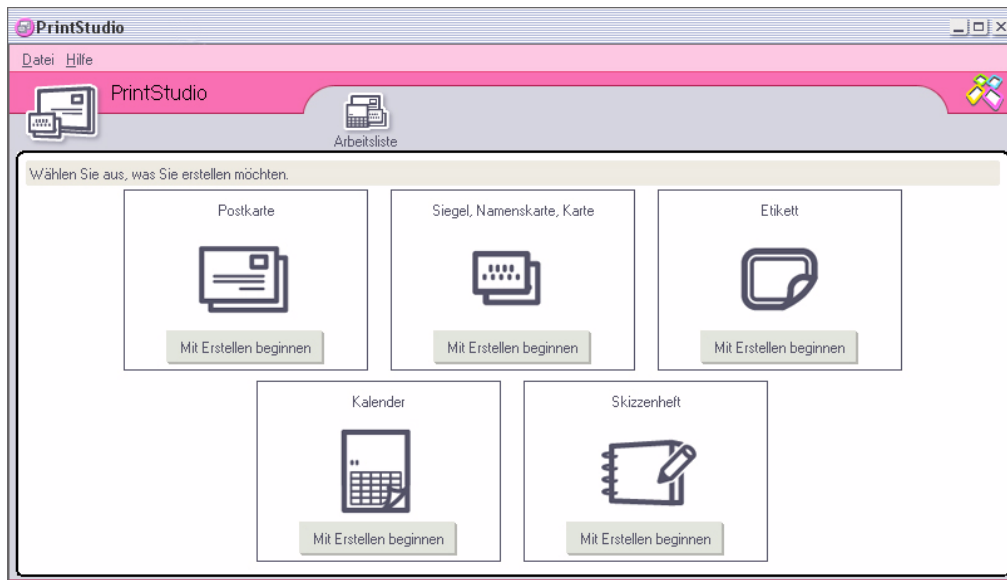 PrintStudio
Datei Hilfe
PrintStudio
Arbeitsliste
Wählen Sie aus, was Sie erstellen möchten.
Postkarte
Siegel, Namenskarte, Karte
Etikett
Mit Erstellen beginnen
Mit Erstellen beginnen
Mit Erstellen beginnen
Kalender
Skizzenheft
Mit Erstellen beginnen
Mit Erstellen beginnen